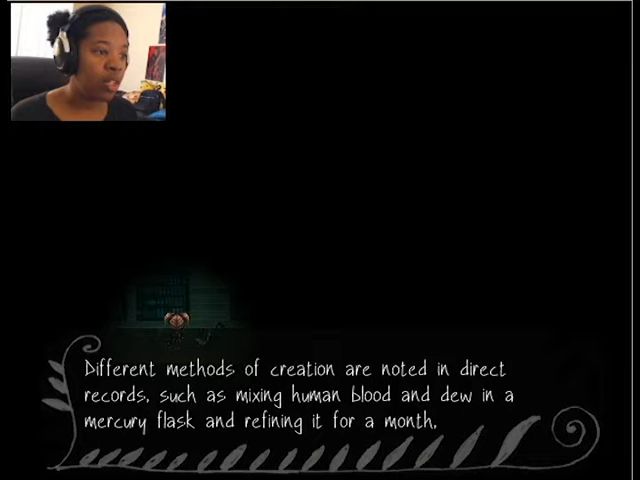 Different methods of creation are noted in direct
records, such as mixing human blood and dew in a
mercury flask and refining it for a month.